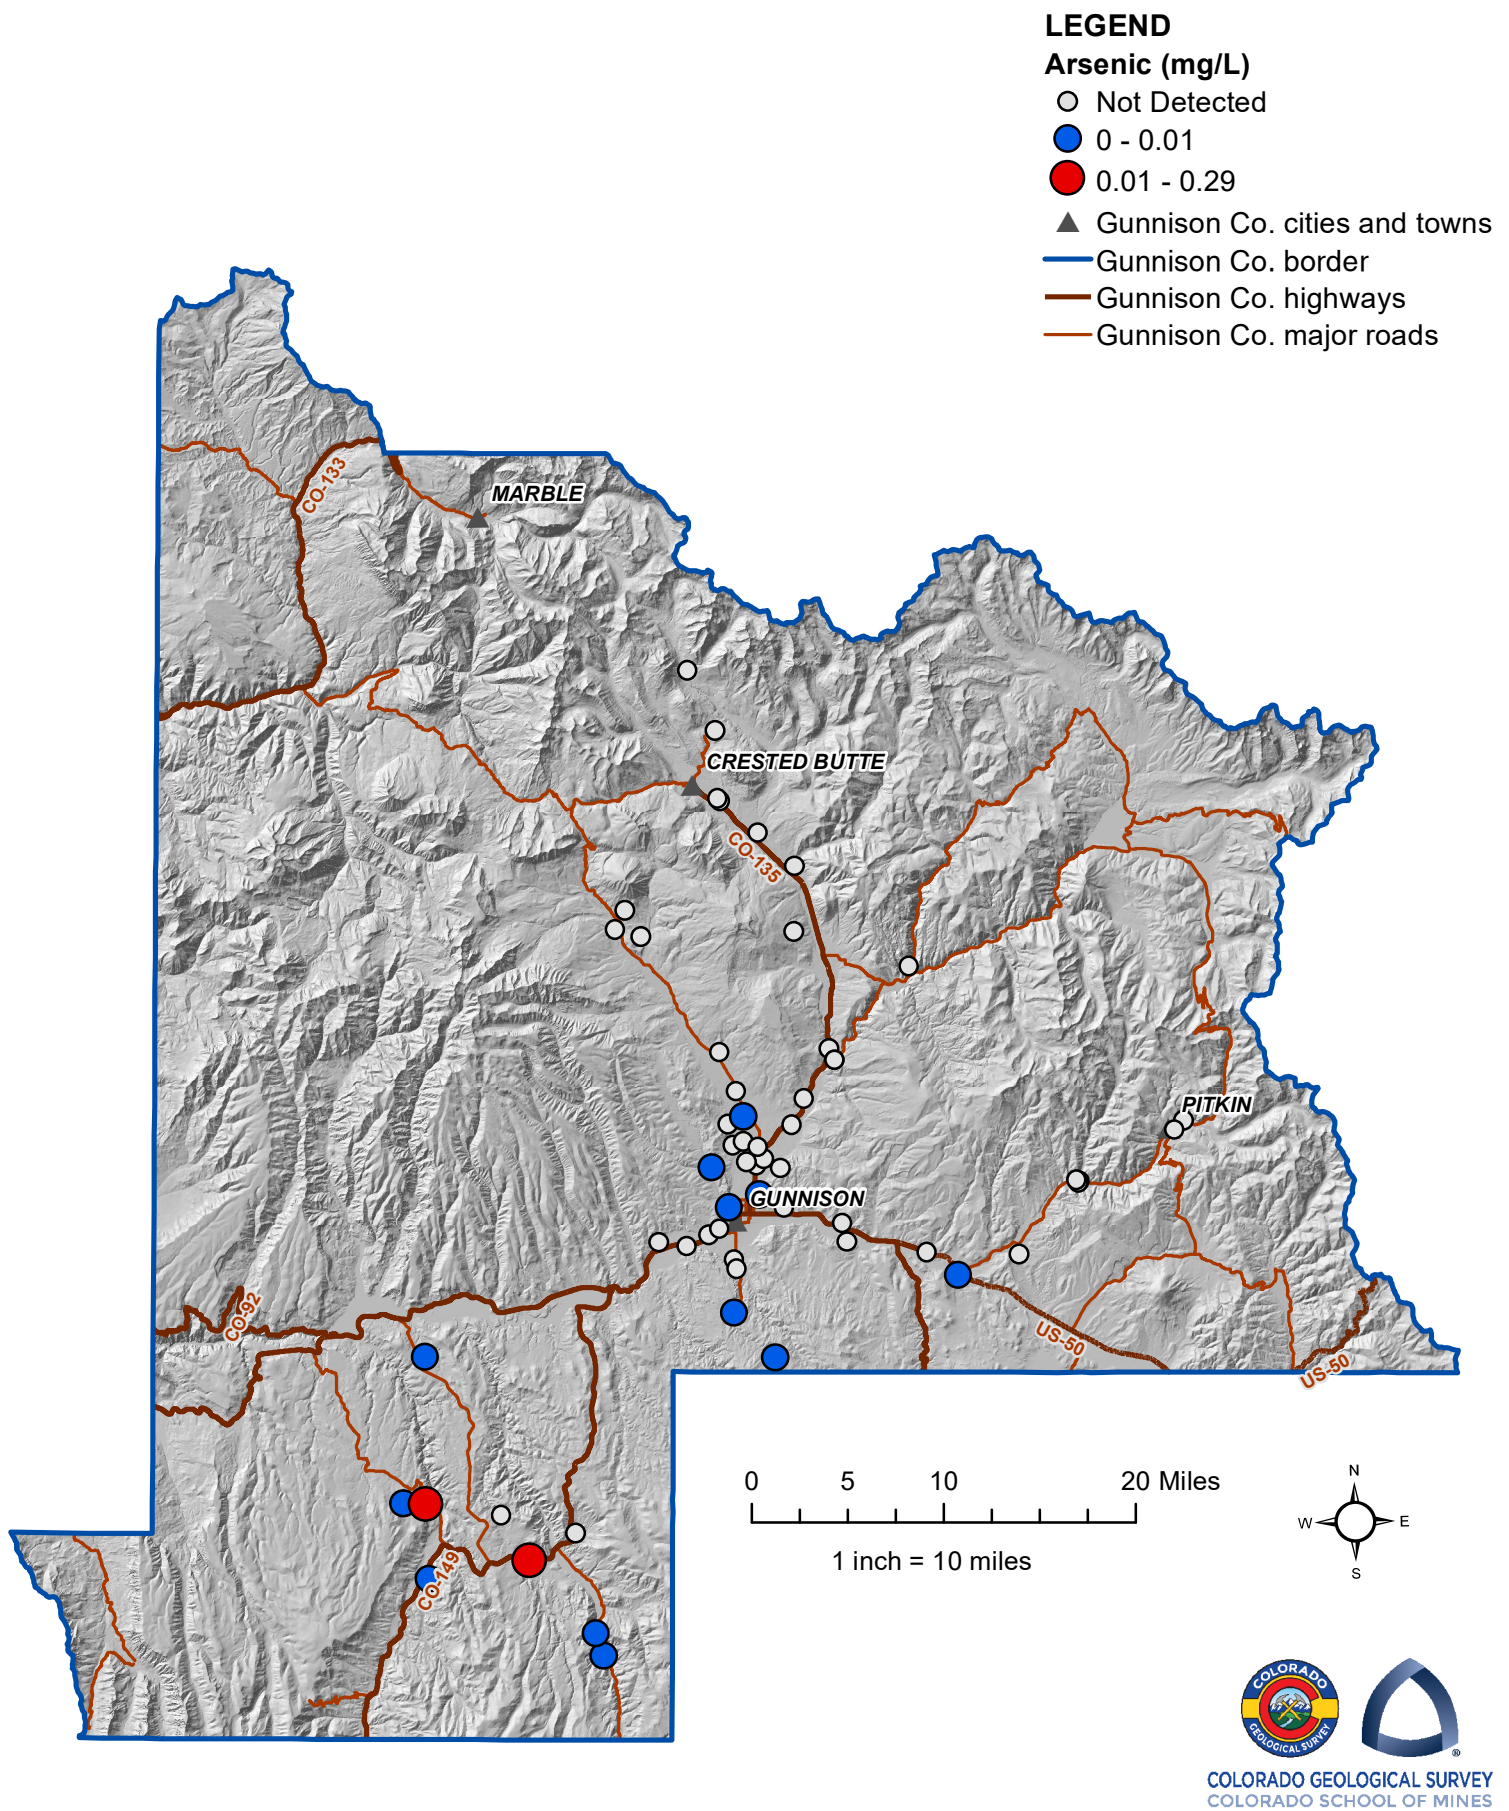 LEGEND
Arsenic (mg/L)
Not Detected
0 - 0.01
0.01 - 0.29
Gunnison Co. cities and towns
Gunnison Co. border
Gunnison Co. highways
Gunnison Co. major roads
CO-133
MARBLE
CRESTED BUTTE
CO-135
PITKIN
GUNNISON
CO-92
US-50
US-50
CO-149
0 5 10 20 Miles
1 inch = 10 miles
N
W E
S
COLORADO
GEOLOGICAL SURVEY
®
COLORADO GEOLOGICAL SURVEY
COLORADO SCHOOL OF MINES